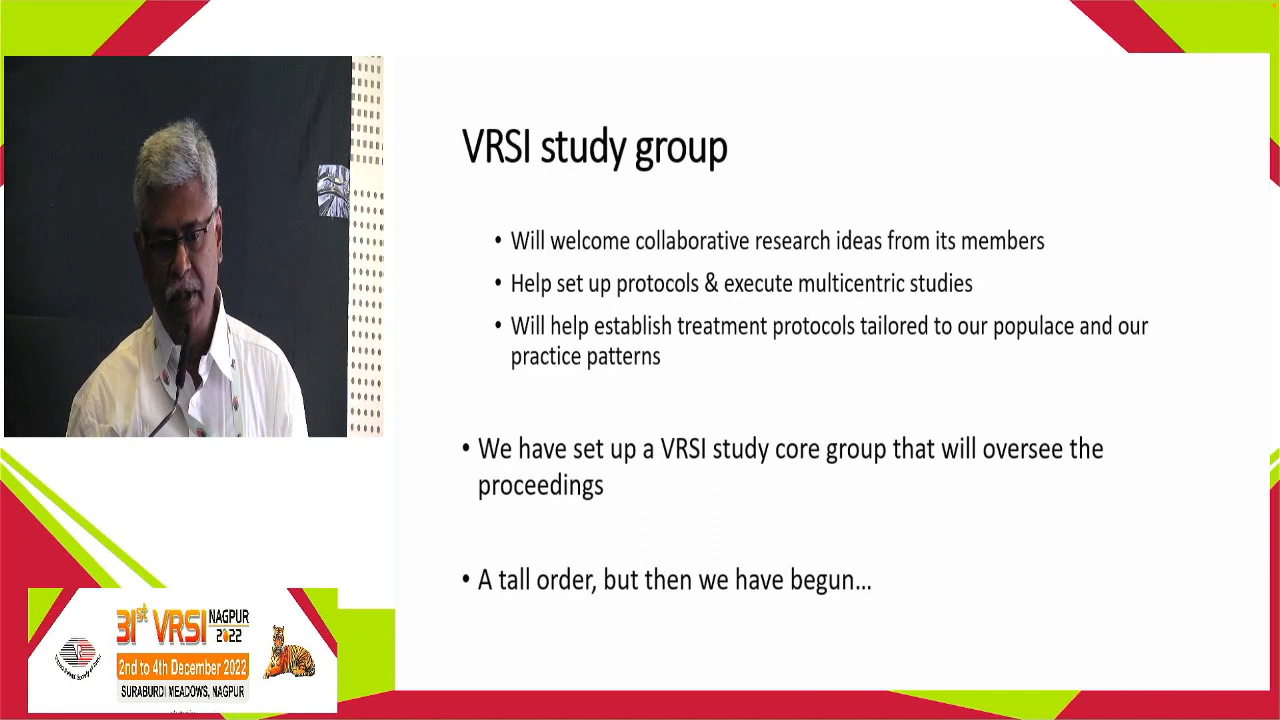 VRSI study group
• Will welcome collaborative research ideas from its members
• Help set up protocols & execute multicentric studies
• Will help establish treatment protocols tailored to our populace and our
practice patterns
• We have set up a VRSI study core group that will oversee the
proceedings
• A tall order, but then we have begun...
31st VRSI NAGPUR
2022
2nd to 4th December 2022
SURABURDI MEADOWS, NAGPUR